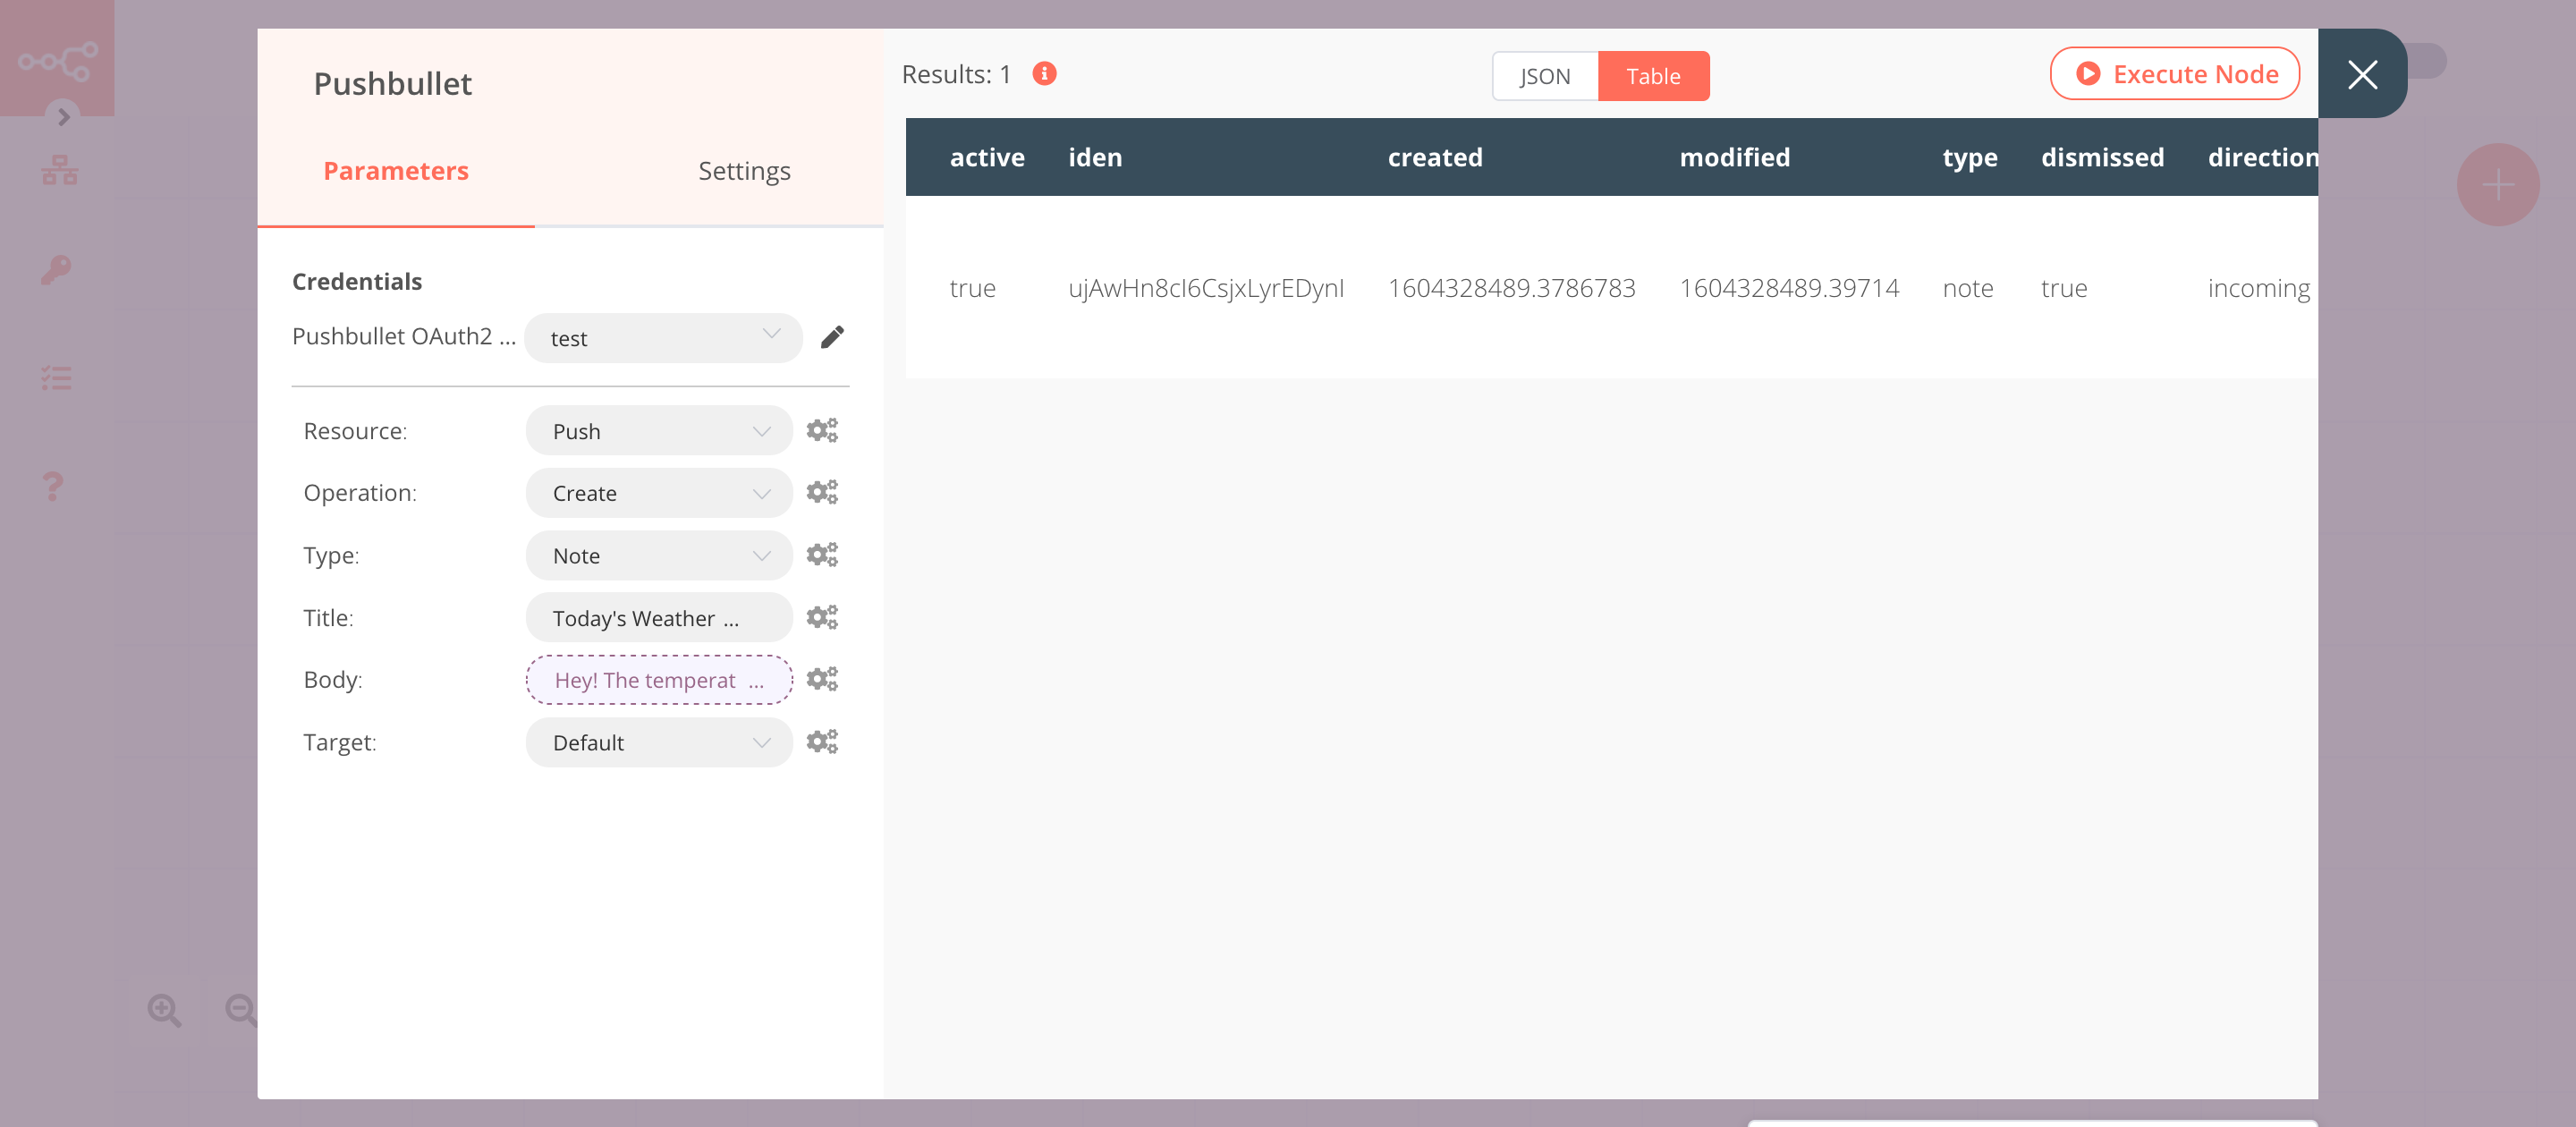 Pushbullet
Parameters Settings
Credentials
Pushbullet OAuth2 ... test
Resource: Push
Operation: Create
Type: Note
Title: Today's Weather ...
Body: Hey! The temperat ...
Target: Default
Results: 1 JSON Table Execute Node
active iden created modified type dismissed direction
true ujAwHn8cI6CsjxLyrEDynI 1604328489.3786783 1604328489.39714 note true incoming